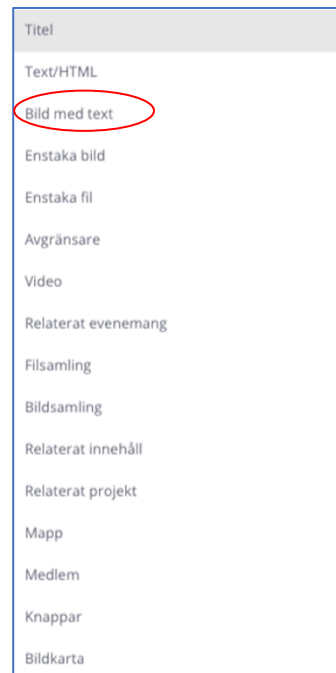 Titel
Text/HTML
Bild med text
Enstaka bild
Enstaka fil
Avgränsare
Video
Relaterat evenemang
Filsamling
Bildsamling
Relaterat innehåll
Relaterat projekt
Mapp
Medlem
Knappar
Bildkarta